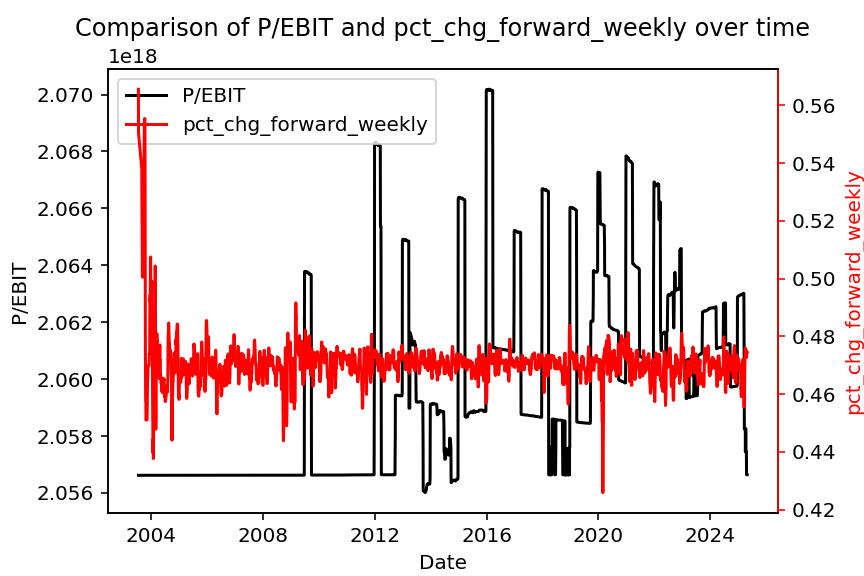 Comparison of P/EBIT and pct_chg_forward_weekly over time
1e18
P/EBIT
pct_chg_forward_weekly
2.070
2.068
2.066
2.064
2.062
2.060
2.058
2.056
P/EBIT
0.56
0.54
0.52
0.50
0.48
0.46
0.44
0.42
pct_chg_forward_weekly
2004 2008 2012 2016 2020 2024
Date